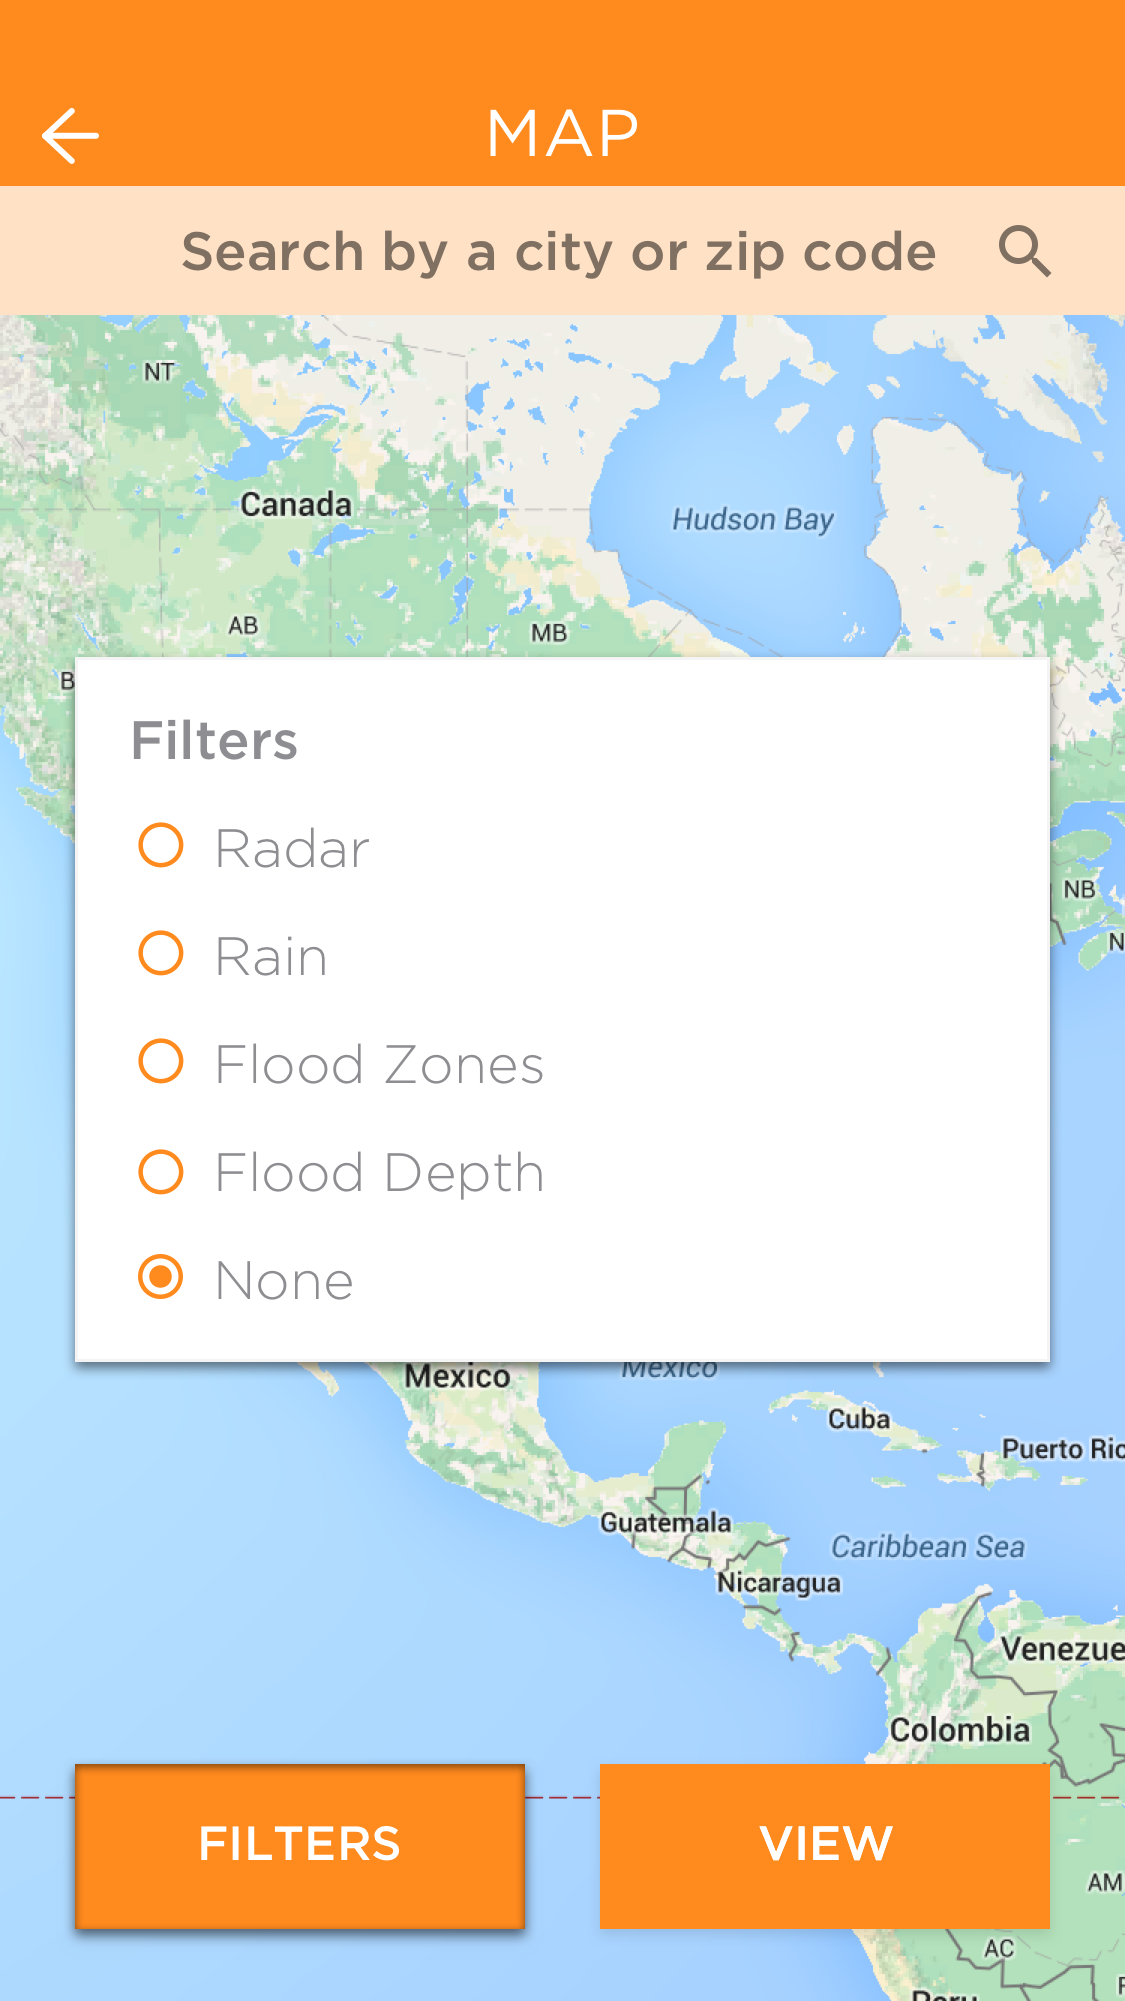 MAP
Search by a city or zip code
NT
Canada
Hudson Bay
AB
MB
B
Filters
Radar
Rain
NB
N
Flood Zones
Flood Depth
None
Mexico
Mexico
Cuba
Puerto Ric
Guatemala
Caribbean Sea
Nicaragua
Venezue
Colombia
FILTERS
VIEW
AM
AC
Peru